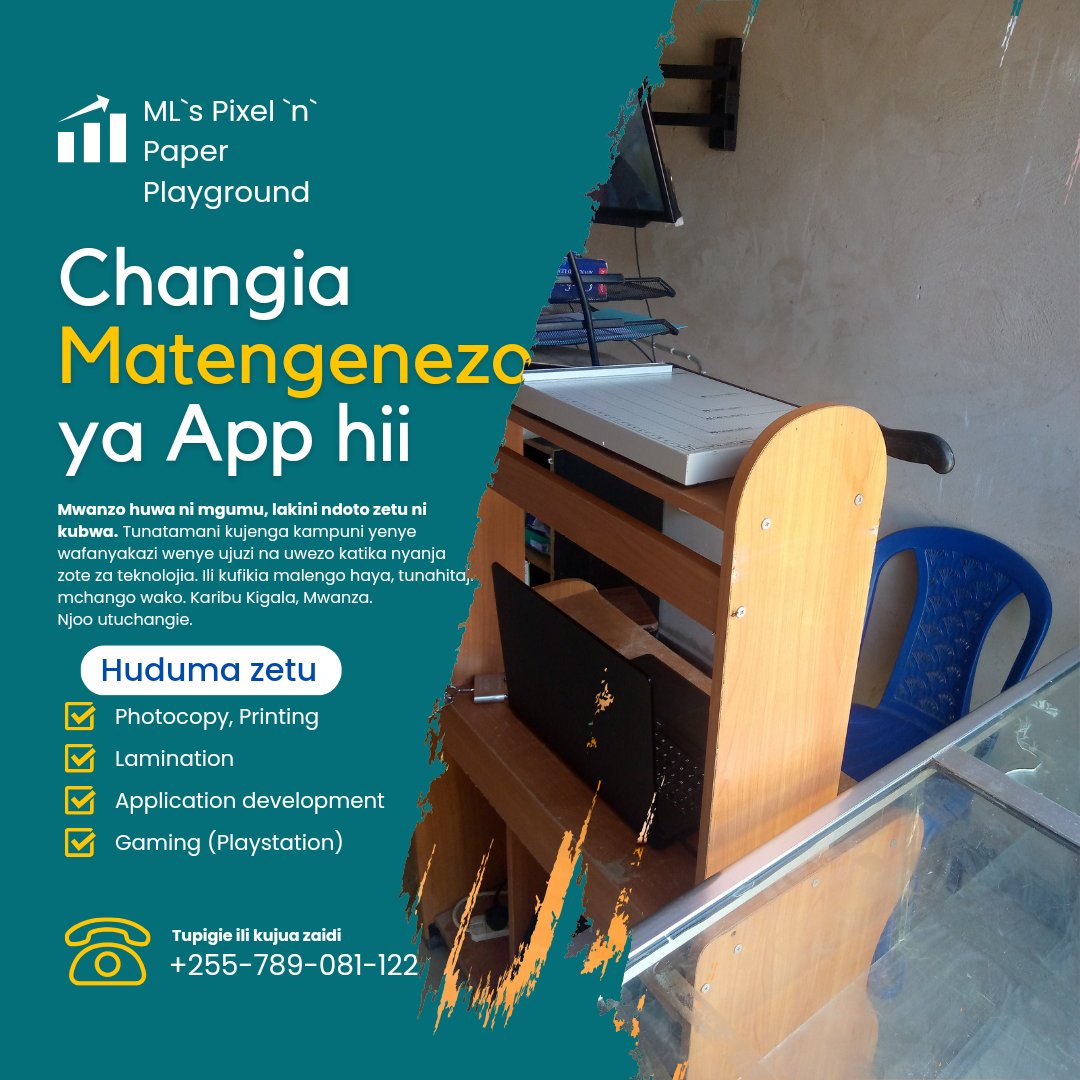 ML`s Pixel `n`
Paper
Playground
Changia
Matengenezo
ya App hii
Mwanzo huwa ni mgumu, lakini ndoto zetu ni
kubwa. Tunatamani kujenga kampuni yenye
wafanyakazi wenye ujuzi na uwezo katika nyanja
zote za teknolojia. Ili kufikia malengo haya, tunahitaji
mchango wako. Karibu Kigala, Mwanza.
Njoo utuchangie.
Huduma zetu
Photocopy, Printing
Lamination
Application development
Gaming (Playstation)
Tupigie ili kujua zaidi
+255-789-081-122